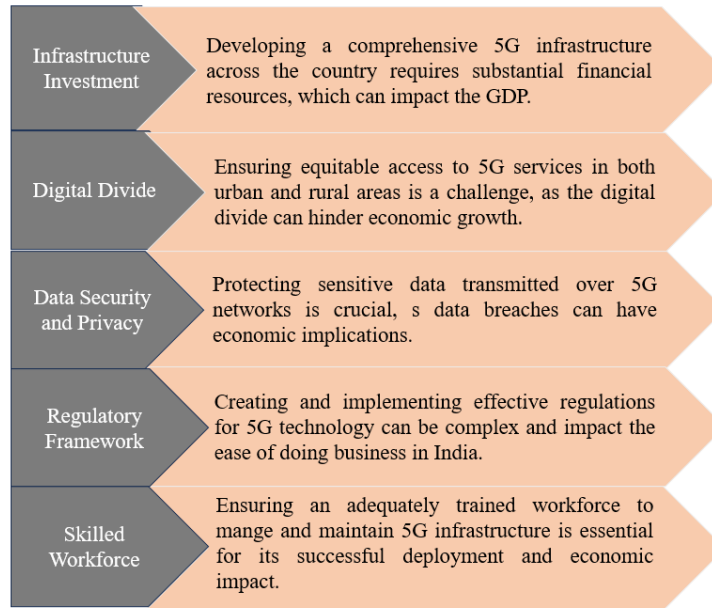 Infrastructure
Investment
Developing a comprehensive 5G infrastructure
across the country requires substantial financial
resources, which can impact the GDP.
Digital Divide
Ensuring equitable access to 5G services in both
urban and rural areas is a challenge, as the digital
divide can hinder economic growth.
Data Security
and Privacy
Protecting sensitive data transmitted over 5G
networks is crucial, s data breaches can have
economic implications.
Regulatory
Framework
Creating and implementing effective regulations
for 5G technology can be complex and impact the
ease of doing business in India.
Skilled
Workforce
Ensuring an adequately trained workforce to
mange and maintain 5G infrastructure is essential
for its successful deployment and economic
impact.